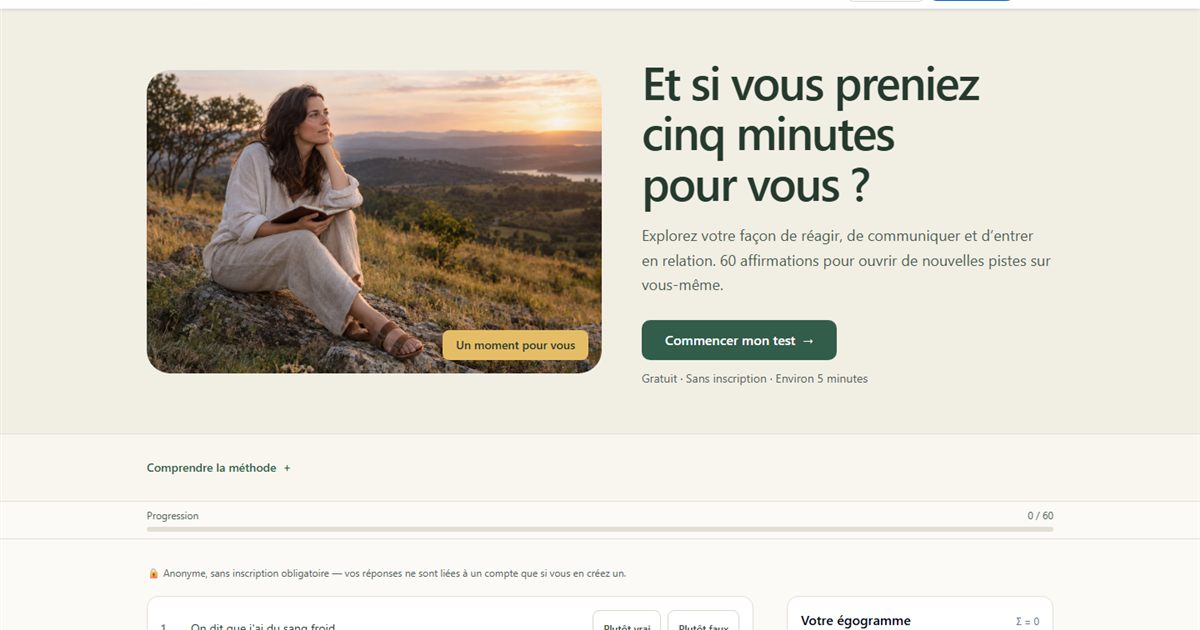 Et si vous preniez
cinq minutes
pour vous ?
Explorez votre façon de réagir, de communiquer et d’entrer
en relation. 60 affirmations pour ouvrir de nouvelles pistes sur
vous-même.
Un moment pour vous
Commencer mon test →
Gratuit · Sans inscription · Environ 5 minutes
Comprendre la méthode +
Progression
0 / 60
Anonyme, sans inscription obligatoire — vos réponses ne sont liées à un compte que si vous en créez un.
1 On dit que j'ai du sang froid
Plutôt vrai
Plutôt faux
Votre égogramme
Σ = 0